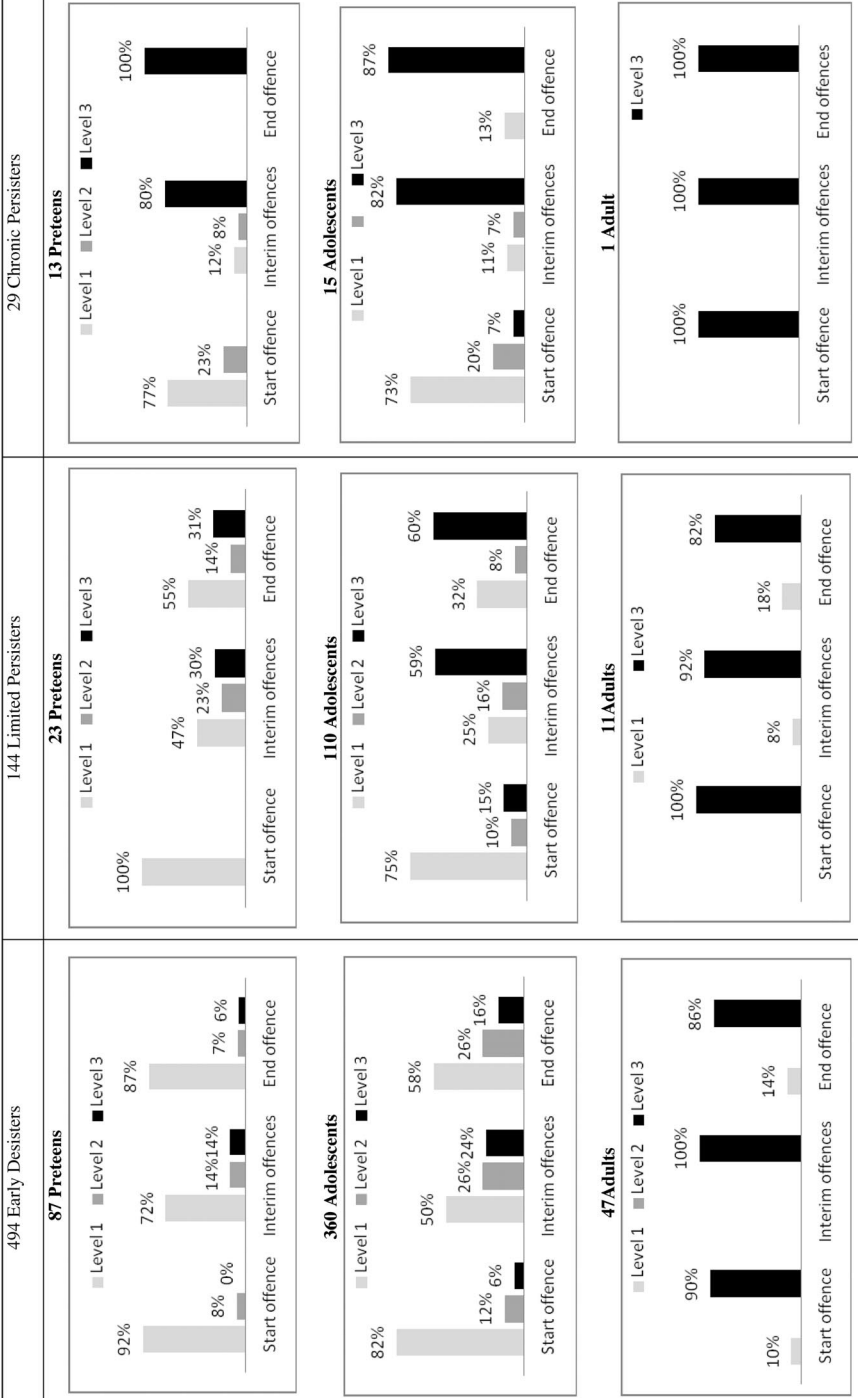 494 Early Desisters
144 Limited Persisters
29 Chronic Persisters
87 Preteens
Level 1 Level 2 Level 3
92% 8% 0%
72% 14% 14%
87% 7% 6%
Start offence Interim offences End offence
23 Preteens
Level 1 Level 2 Level 3
100%
47% 23% 30%
55% 14% 31%
Start offence Interim offences End offence
13 Preteens
Level 1 Level 2 Level 3
77% 23%
12% 8% 80%
100%
Start offence Interim offences End offence
360 Adolescents
Level 1 Level 2 Level 3
82% 12% 6%
50% 26% 24%
58% 26% 16%
Start offence Interim offences End offence
110 Adolescents
Level 1 Level 2 Level 3
75% 10% 15%
25% 16% 59%
32% 8% 60%
Start offence Interim offences End offence
15 Adolescents
Level 1 Level 3
73% 20% 7%
11% 7% 82%
13% 87%
Start offence Interim offences End offence
47Adults
Level 1 Level 2 Level 3
10% 90%
100%
14% 86%
Start offence Interim offences End offence
11Adults
Level 1 Level 3
100%
8% 92%
18% 82%
Start offence Interim offences End offence
1 Adult
Level 3
100%
100%
100%
Start offence Interim offences End offences